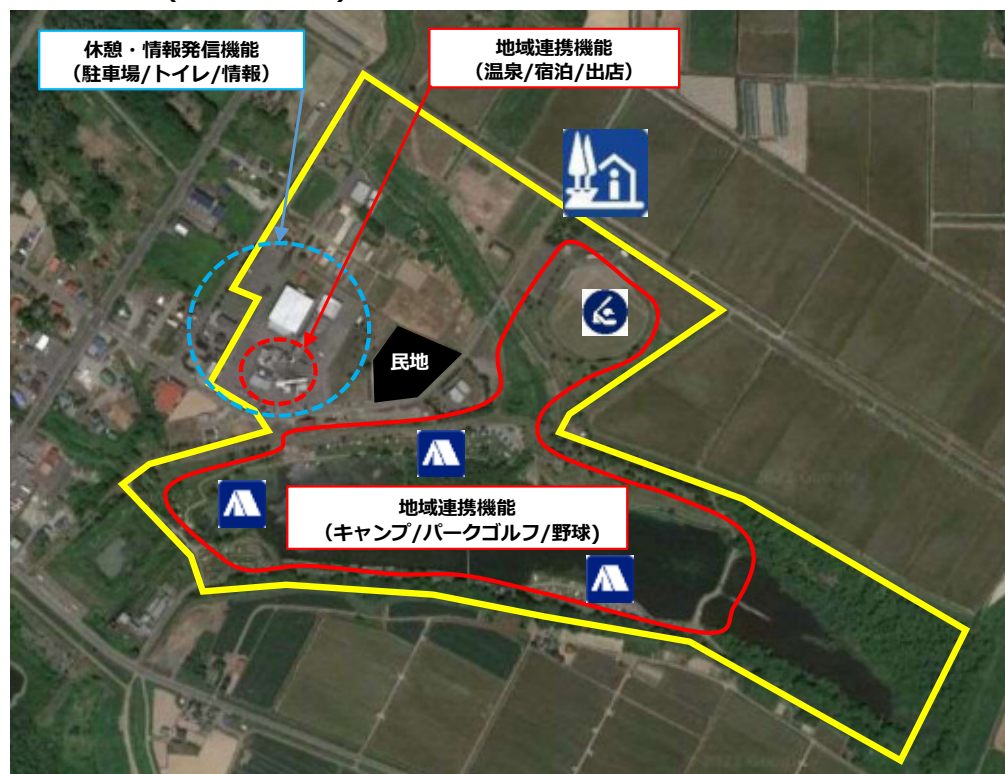 休憩・情報発信機能
（駐車場/トイレ/情報）
地域連携機能
（温泉/宿泊/出店）
民地
地域連携機能
（キャンプ/パークゴルフ/野球)